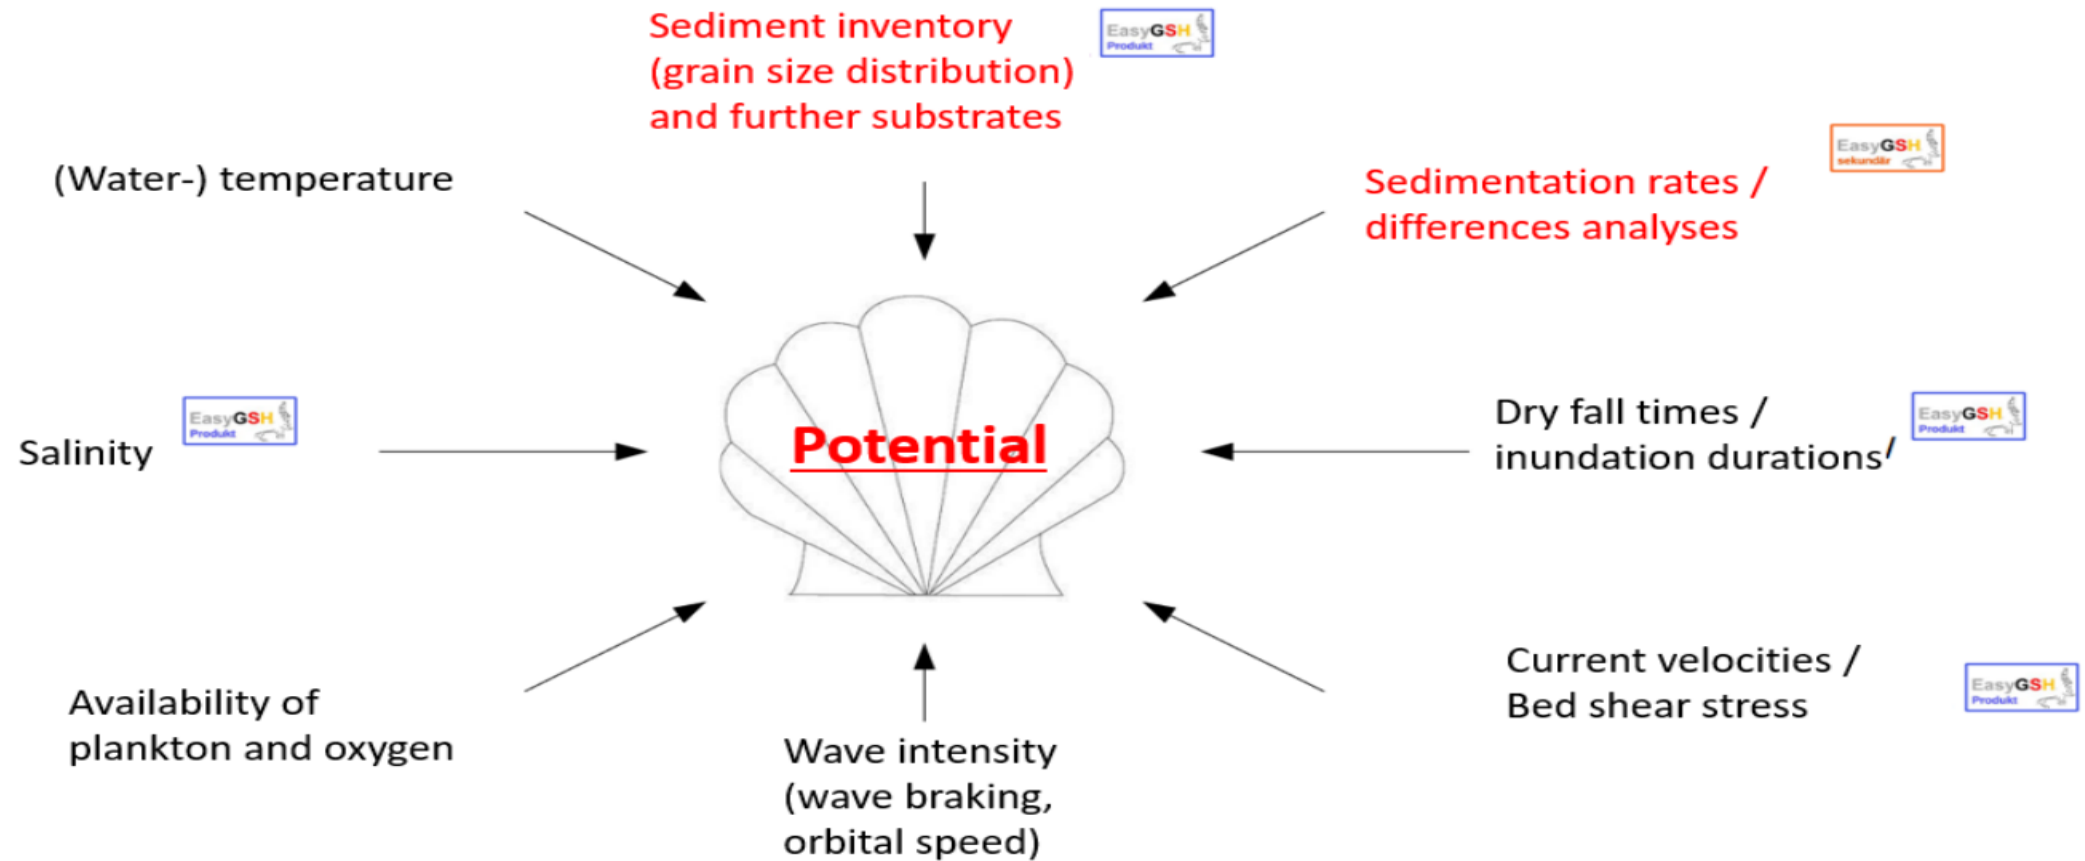 Sediment inventory
(grain size distribution)
and further substrates
EasyGSH
Produkt
(Water-) temperature
Sedimentation rates /
differences analyses
EasyGSH
sekundär
Salinity
EasyGSH
Produkt
Potential
Dry fall times /
inundation durations/
EasyGSH
Produkt
Availability of
plankton and oxygen
Wave intensity
(wave braking,
orbital speed)
Current velocities /
Bed shear stress
EasyGSH
Produkt